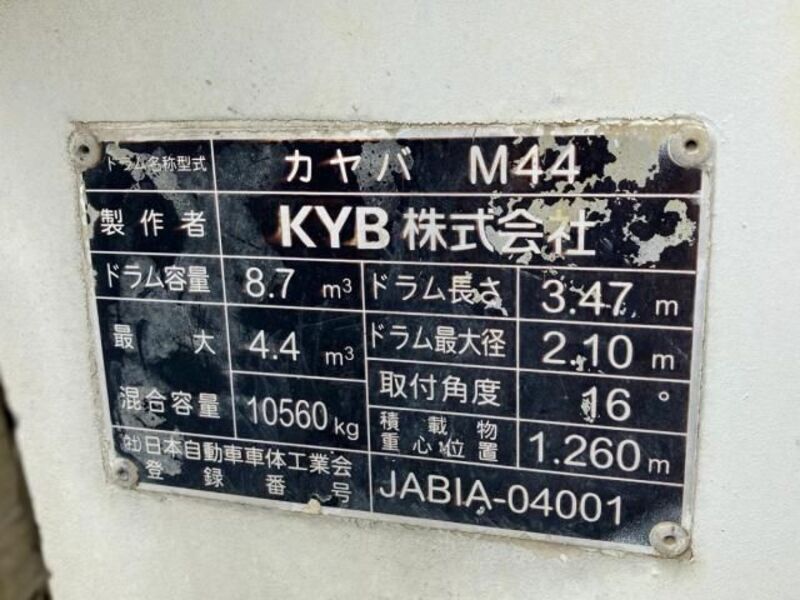 ドラム名称型式 カヤバ M44
製作者 KYB株式会社
ドラム容量 8.7 m³ ドラム長さ 3.47 m
最大 4.4 m³ ドラム最大径 2.10 m
混合容量 10560 kg 取付角度 16°
積載物
重心位置 1.260 m
(社)日本自動車車体工業会
登録番号 JABIA-04001